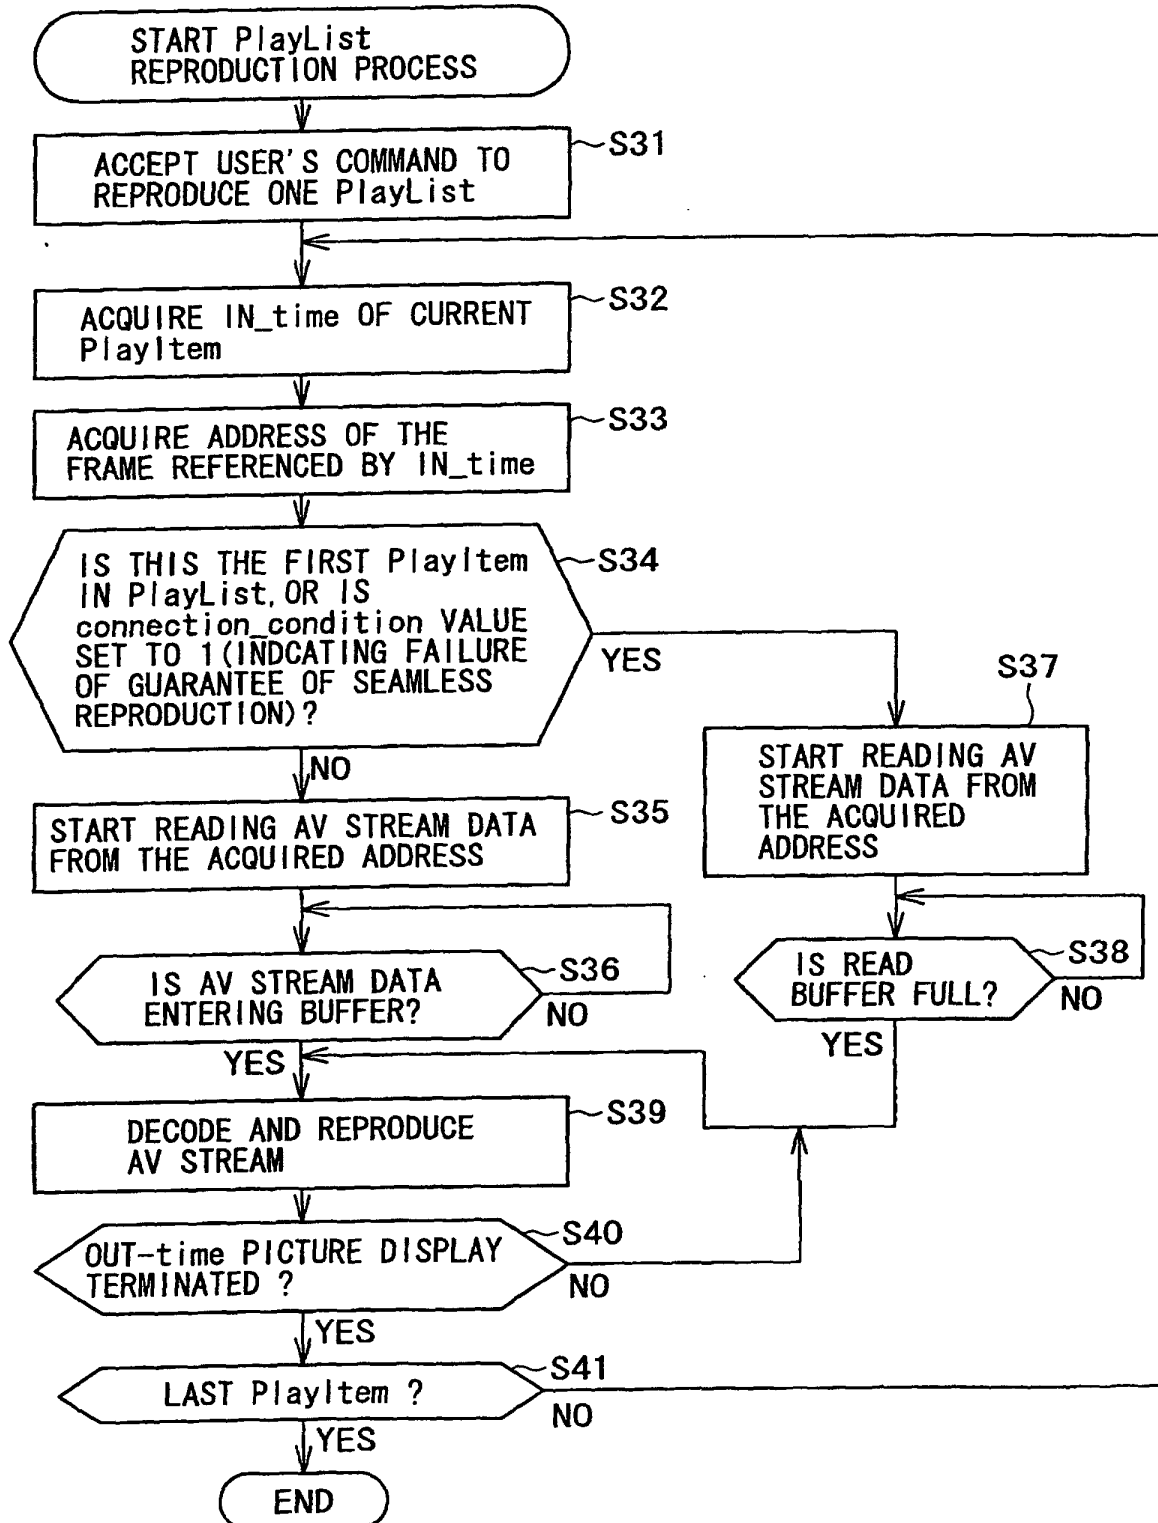 START PlayList
REPRODUCTION PROCESS
S31
ACCEPT USER'S COMMAND TO
REPRODUCE ONE PlayList
S32
ACQUIRE IN_time OF CURRENT
PlayItem
S33
ACQUIRE ADDRESS OF THE
FRAME REFERENCED BY IN_time
S34
IS THIS THE FIRST PlayItem
IN PlayList, OR IS
connection_condition VALUE
SET TO 1(INDCATING FAILURE
OF GUARANTEE OF SEAMLESS
REPRODUCTION)?
YES
NO
S37
START READING AV
STREAM DATA FROM
THE ACQUIRED
ADDRESS
S35
START READING AV STREAM DATA
FROM THE ACQUIRED ADDRESS
S36
IS AV STREAM DATA
ENTERING BUFFER?
NO
YES
S38
IS READ
BUFFER FULL?
NO
YES
S39
DECODE AND REPRODUCE
AV STREAM
S40
OUT-time PICTURE DISPLAY
TERMINATED ?
NO
YES
S41
LAST PlayItem ?
NO
YES
END